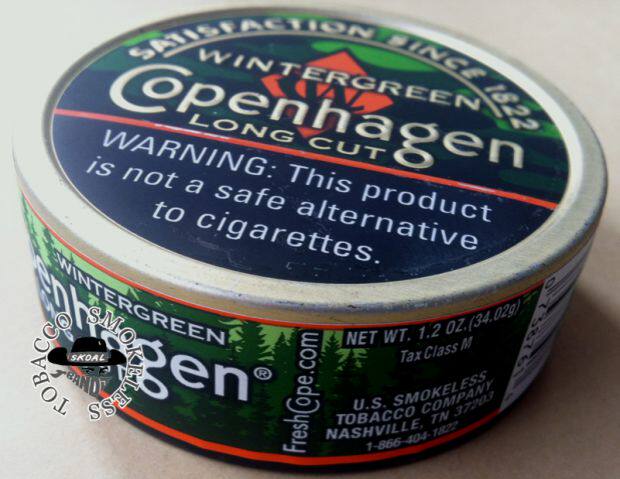 SATISFACTION SINCE 1822
WINTERGREEN
Copenhagen
LONG CUT
WARNING: This product
is not a safe alternative
to cigarettes.
WINTERGREEN
enhagen®
FreshCope.com
NET WT. 1.2 OZ.(34.02g)
Tax Class M
U.S. SMOKELESS
TOBACCO COMPANY
NASHVILLE, TN 37203
1-866-404-1822
SMOKELESS TOBACCO
SKOAL